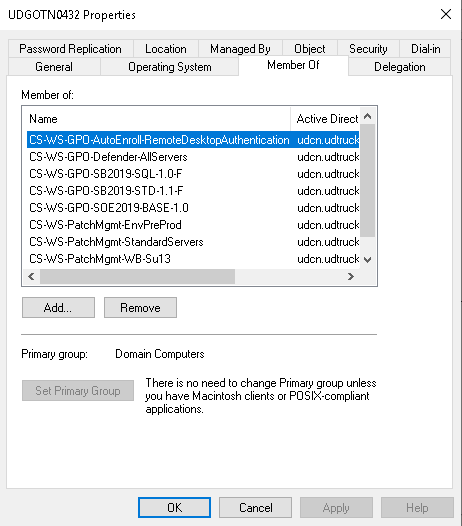 UDGOTN0432 Properties
Password Replication Location Managed By Object Security Dial-in
General Operating System Member Of Delegation
Member of:
Name Active Direct
CS-WS-GPO-AutoEnroll-RemoteDesktopAuthentication udcn.udtruck
CS-WS-GPO-Defender-AllServers udcn.udtruck
CS-WS-GPO-SB2019-SQL-1.0-F udcn.udtruck
CS-WS-GPO-SB2019-STD-1.1-F udcn.udtruck
CS-WS-GPO-SOE2019-BASE-1.0 udcn.udtruck
CS-WS-PatchMgmt-EnvPreProd udcn.udtruck
CS-WS-PatchMgmt-StandardServers udcn.udtruck
CS-WS-PatchMgmt-WB-Su13 udcn.udtruck
Add... Remove
Primary group: Domain Computers
Set Primary Group
There is no need to change Primary group unless
you have Macintosh clients or POSIX-compliant
applications.
OK Cancel Apply Help